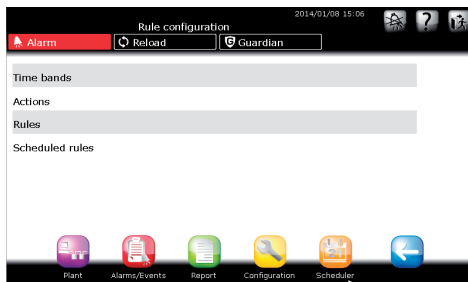 2014/01/08 15:06
Rule configuration
?
Alarm Reload Guardian
Time bands
Actions
Rules
Scheduled rules
Plant Alarms/Events Report Configuration Scheduler